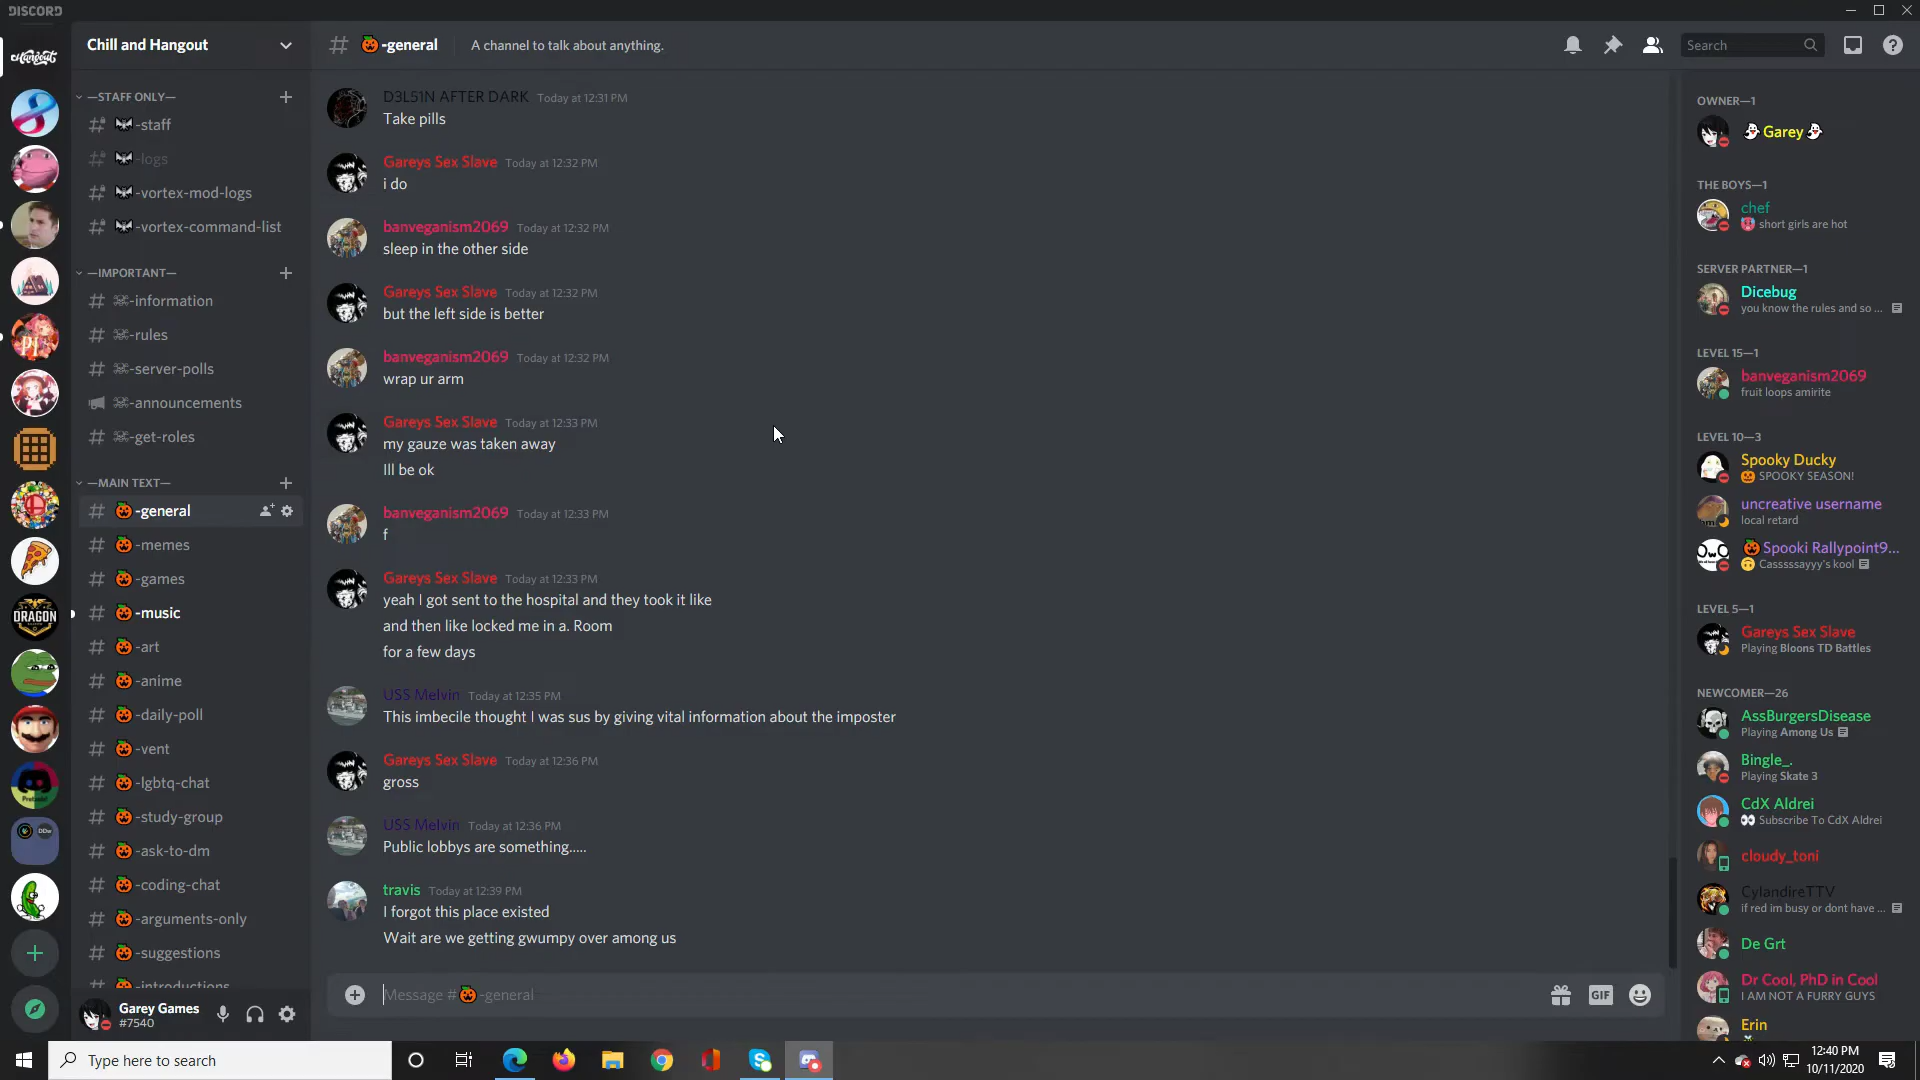 DISCORD
Chill and Hangout
# 🎃-general
A channel to talk about anything.
Search
Hangout
—STAFF ONLY—
-staff
-logs
-vortex-mod-logs
-vortex-command-list
—IMPORTANT—
-information
-rules
-server-polls
-announcements
-get-roles
—MAIN TEXT—
🎃-general
🎃-memes
🎃-games
🎃-music
🎃-art
🎃-anime
🎃-daily-poll
🎃-vent
🎃-lgbtq-chat
🎃-study-group
🎃-ask-to-dm
🎃-coding-chat
🎃-arguments-only
🎃-suggestions
🎃-introductions
DRAGON
Garey Games
#7540
D3L51N AFTER DARK Today at 12:31 PM
Take pills
Gareys Sex Slave Today at 12:32 PM
i do
banveganism2069 Today at 12:32 PM
sleep in the other side
Gareys Sex Slave Today at 12:32 PM
but the left side is better
banveganism2069 Today at 12:32 PM
wrap ur arm
Gareys Sex Slave Today at 12:33 PM
my gauze was taken away
Ill be ok
banveganism2069 Today at 12:33 PM
f
Gareys Sex Slave Today at 12:33 PM
yeah I got sent to the hospital and they took it like
and then like locked me in a. Room
for a few days
USS Melvin Today at 12:35 PM
This imbecile thought I was sus by giving vital information about the imposter
Gareys Sex Slave Today at 12:36 PM
gross
USS Melvin Today at 12:36 PM
Public lobbys are something.....
travis Today at 12:39 PM
I forgot this place existed
Wait are we getting gwumpy over among us
Message #🎃-general
GIF
OWNER—1
👻Garey👻
THE BOYS—1
chef
short girls are hot
SERVER PARTNER—1
Dicebug
you know the rules and so ...
LEVEL 15—1
banveganism2069
fruit loops amirite
LEVEL 10—3
Spooky Ducky
🎃 SPOOKY SEASON!
uncreative username
local retard
🎃Spooki Rallypoint9...
🙃 Casssssayyy's kool
LEVEL 5—1
Gareys Sex Slave
Playing Bloons TD Battles
NEWCOMER—26
AssBurgersDisease
Playing Among Us
Bingle_.
Playing Skate 3
CdX Aldrei
👀 Subscribe To CdX Aldrei
cloudy_toni
CylandireTTV
if red im busy or dont have ...
De Grt
Dr Cool, PhD in Cool
I AM NOT A FURRY GUYS
Erin
Type here to search
12:40 PM
10/11/2020